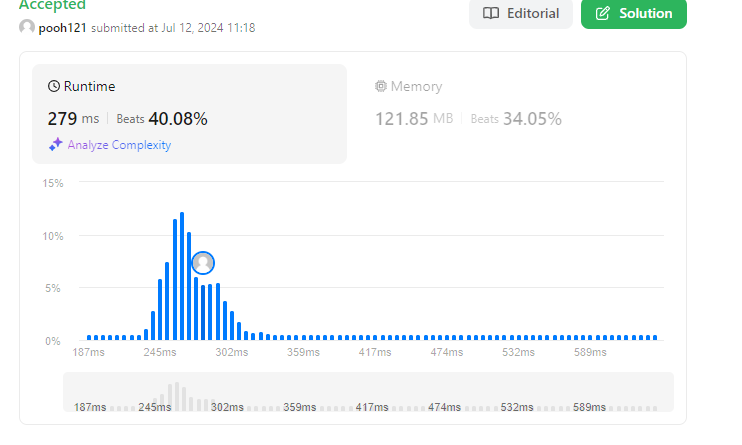 Accepted
Editorial
Solution
pooh121 submitted at Jul 12, 2024 11:18
Runtime
Memory
279 ms | Beats 40.08%
121.85 MB | Beats 34.05%
Analyze Complexity
15%
10%
5%
0%
187ms 245ms 302ms 359ms 417ms 474ms 532ms 589ms
187ms 245ms 302ms 359ms 417ms 474ms 532ms 589ms